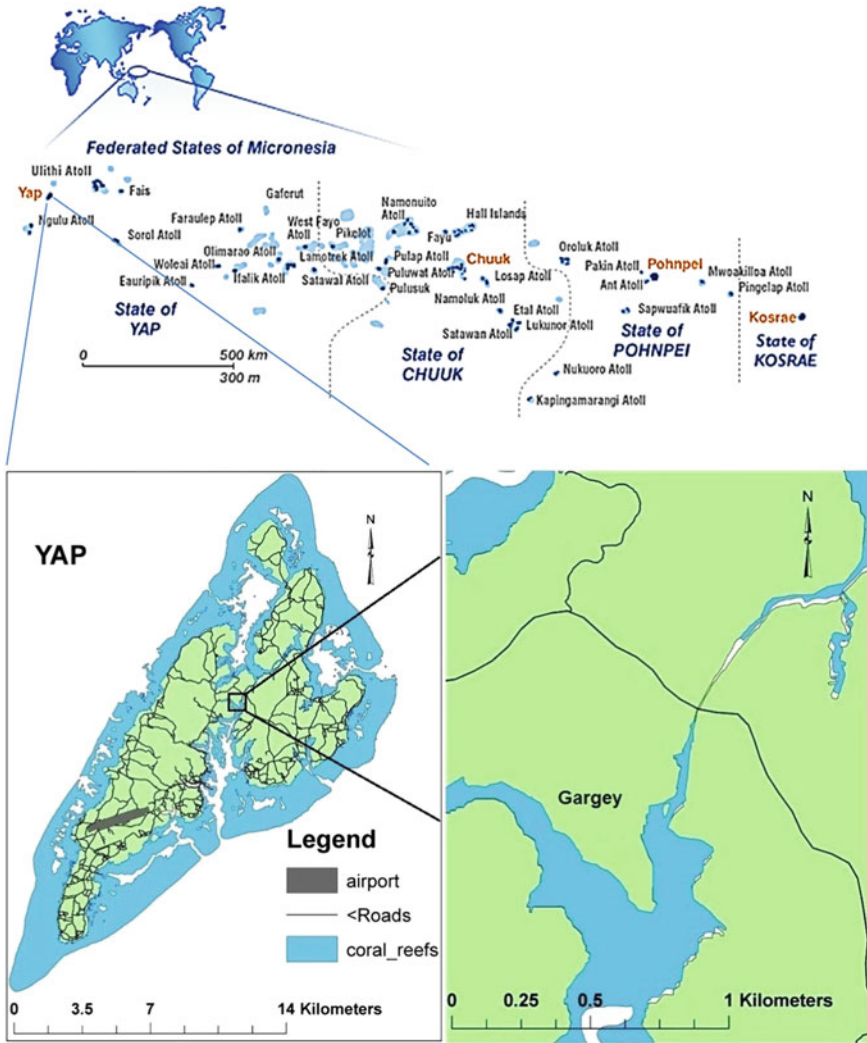 Federated States of Micronesia
Ulithi Atoll
Yap
Fais
Ngulu Atoll
Sorol Atoll
Gaferut
Faraulep Atoll
West Fayo
Atoll
Pikelot
Namonuito
Atoll
Hall Islands
Fayu
Olimarao Atoll
Woleai Atoll
Eauripik Atoll
Ifalik Atoll
Lamotrek Atoll
Satawal Atoll
Pulap Atoll
Puluwat Atoll
Pulusuk
Chuuk
Losap Atoll
Namoluk Atoll
Etal Atoll
Satawan Atoll
Lukunor Atoll
Oroluk Atoll
Pakin Atoll
Pohnpei
Ant Atoll
Mwoakilloa Atoll
Pingelap Atoll
Sapwuafik Atoll
Kosrae
Nukuoro Atoll
Kapingamarangi Atoll
State of
YAP
State of
CHUUK
State of
POHNPEI
State of
KOSRAE
0 500 km
300 m
YAP
N
Legend
airport
<Roads
coral_reefs
0 3.5 7 14 Kilometers
N
Gargey
0 0.25 0.5 1 Kilometers